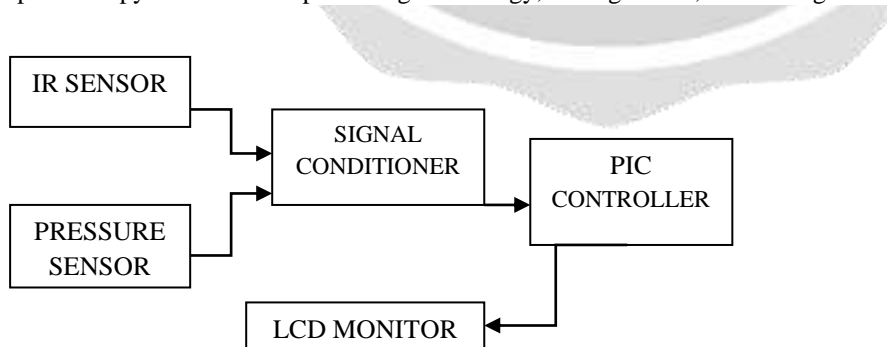 IR SENSOR
SIGNAL
CONDITIONER
PIC
CONTROLLER
PRESSURE
SENSOR
LCD MONITOR